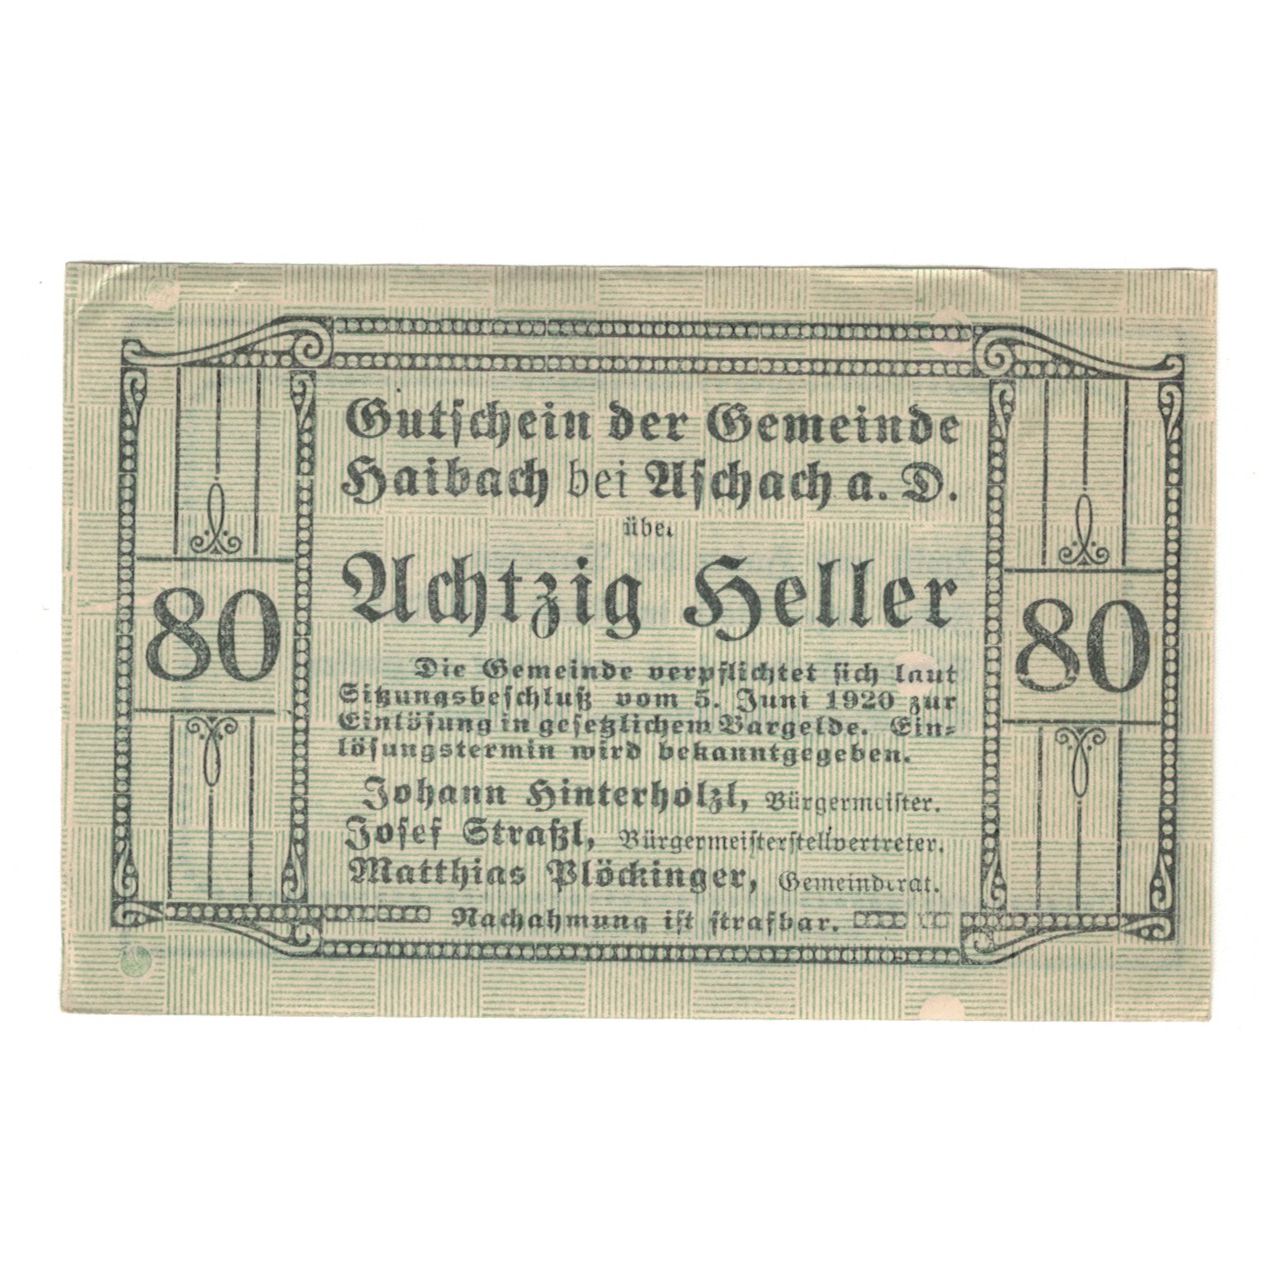 Gutschein der Gemeinde
Haibach bei Aschach a. D.
über
Achtzig Heller
80
80
Die Gemeinde verpflichtet sich laut
Sitzungsbeschluß vom 5. Juni 1920 zur
Einlösung in gesetzlichem Bargelde. Ein-
lösungstermin wird bekanntgegeben.
Johann Hinterholzl, Bürgermeister.
Josef Straßl, Bürgermeisterstellvertreter.
Matthias Plöckinger, Gemeinderat.
Nachahmung ist strafbar.